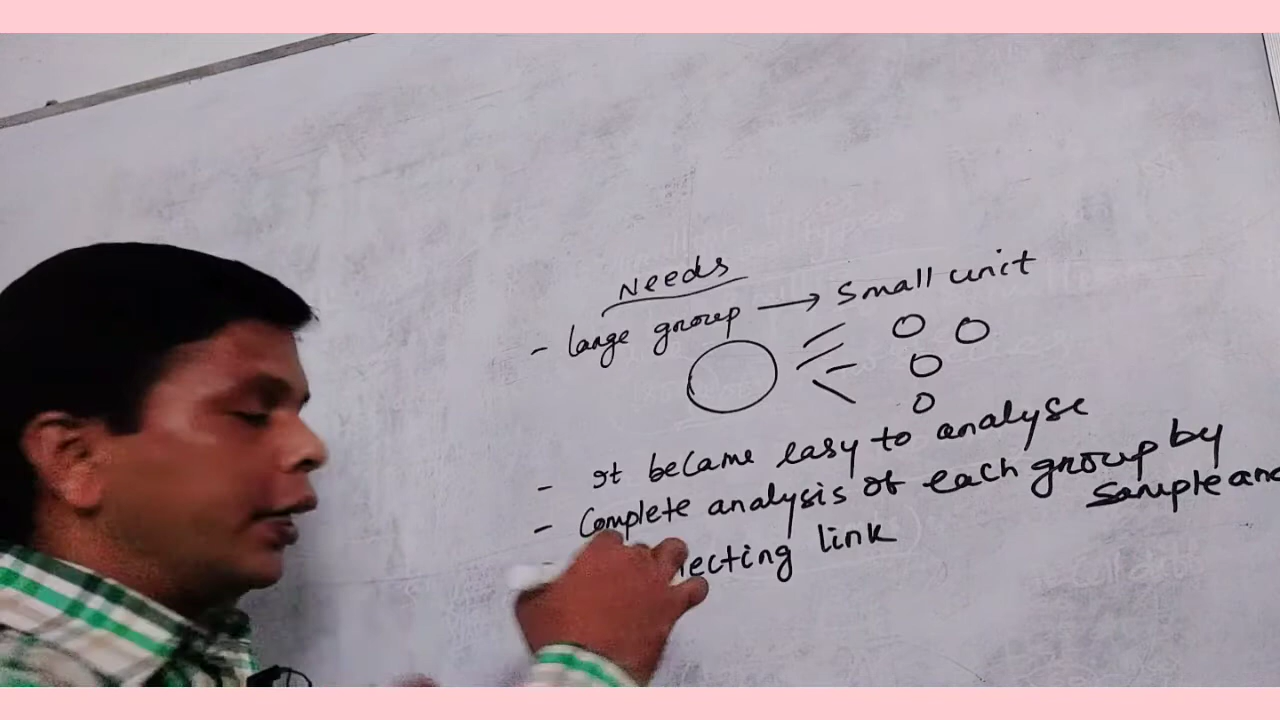 Needs
- large group → Small unit
- It became easy to analyse
- Complete analysis of each group by
Sample and
link